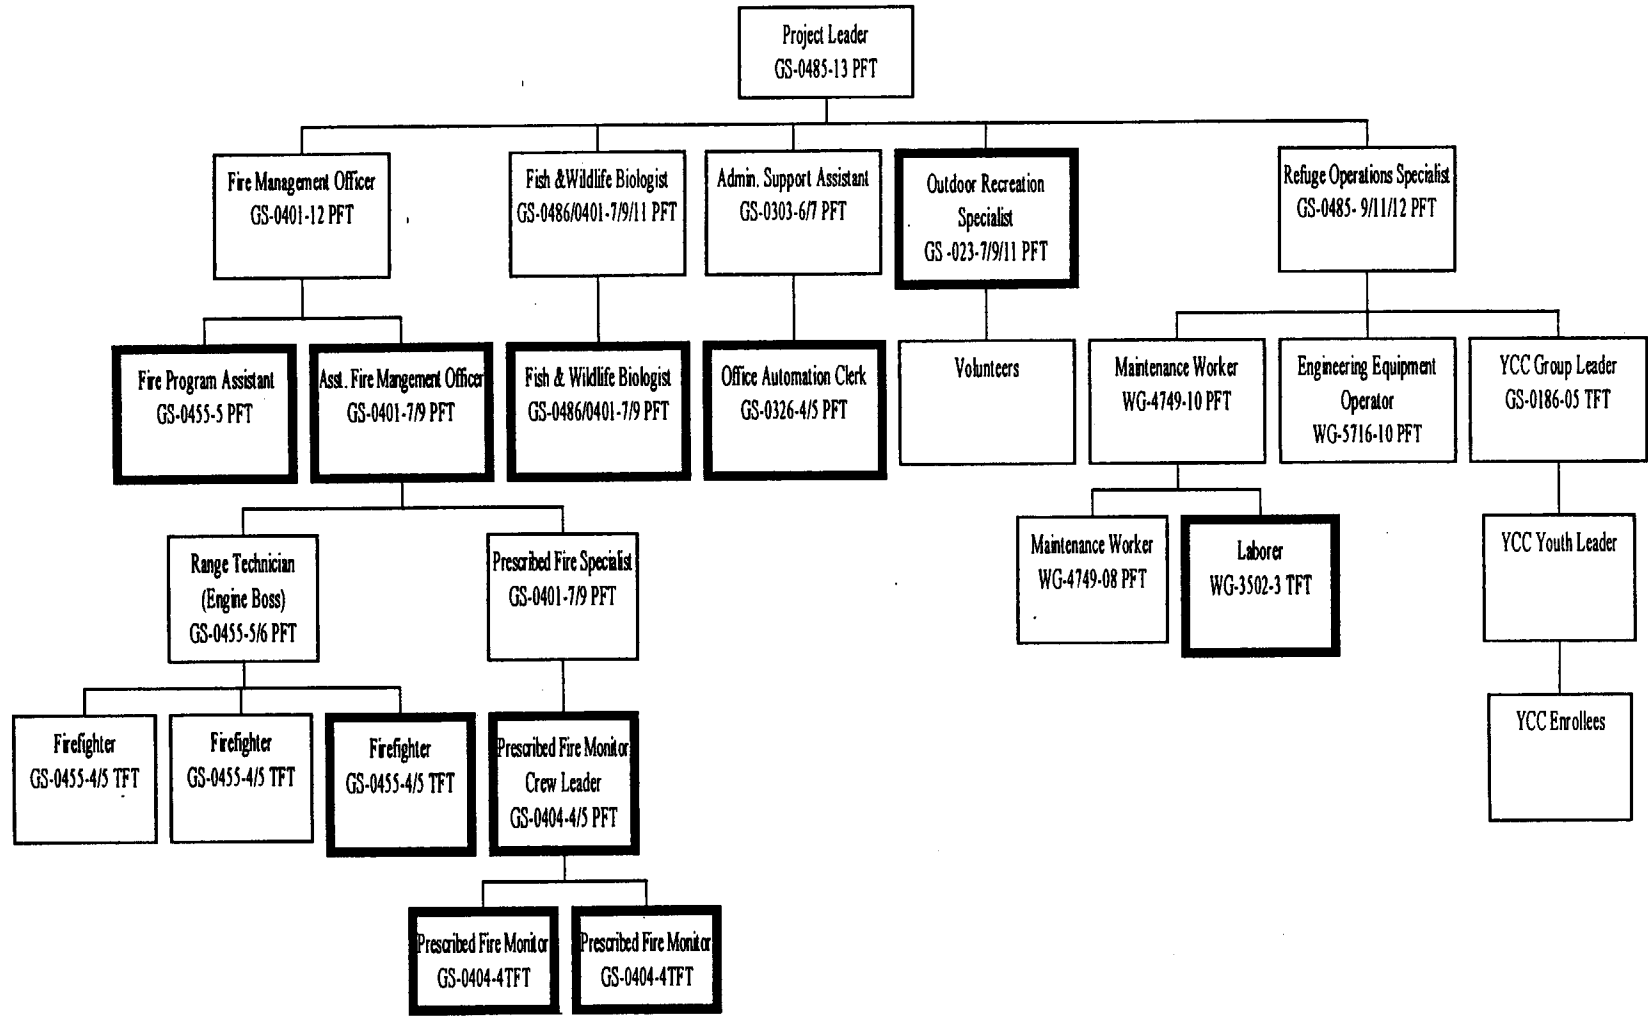 Project Leader
GS-0485-13 PFT
Fire Management Officer
GS-0401-12 PFT
Fish &Wildlife Biologist
GS-0486/0401-7/9/11 PFT
Admin. Support Assistant
GS-0303-6/7 PFT
Outdoor Recreation
Specialist
GS -023-7/9/11 PFT
Refuge Operations Specialist
GS-0485- 9/11/12 PFT
Fire Program Assistant
GS-0455-5 PFT
Asst. Fire Mangement Officer
GS-0401-7/9 PFT
Fish & Wildlife Biologist
GS-0486/0401-7/9 PFT
Office Automation Clerk
GS-0326-4/5 PFT
Volunteers
Maintenance Worker
WG-4749-10 PFT
Engineering Equipment
Operator
WG-5716-10 PFT
YCC Group Leader
GS-0186-05 TFT
Range Technician
(Engine Boss)
GS-0455-5/6 PFT
Prescribed Fire Specialist
GS-0401-7/9 PFT
Maintenance Worker
WG-4749-08 PFT
Laborer
WG-3502-3 TFT
YCC Youth Leader
Firefighter
GS-0455-4/5 TFT
Firefighter
GS-0455-4/5 TFT
Firefighter
GS-0455-4/5 TFT
Prescribed Fire Monitor
Crew Leader
GS-0404-4/5 PFT
YCC Enrollees
Prescribed Fire Monitor
GS-0404-4TFT
Prescribed Fire Monitor
GS-0404-4TFT